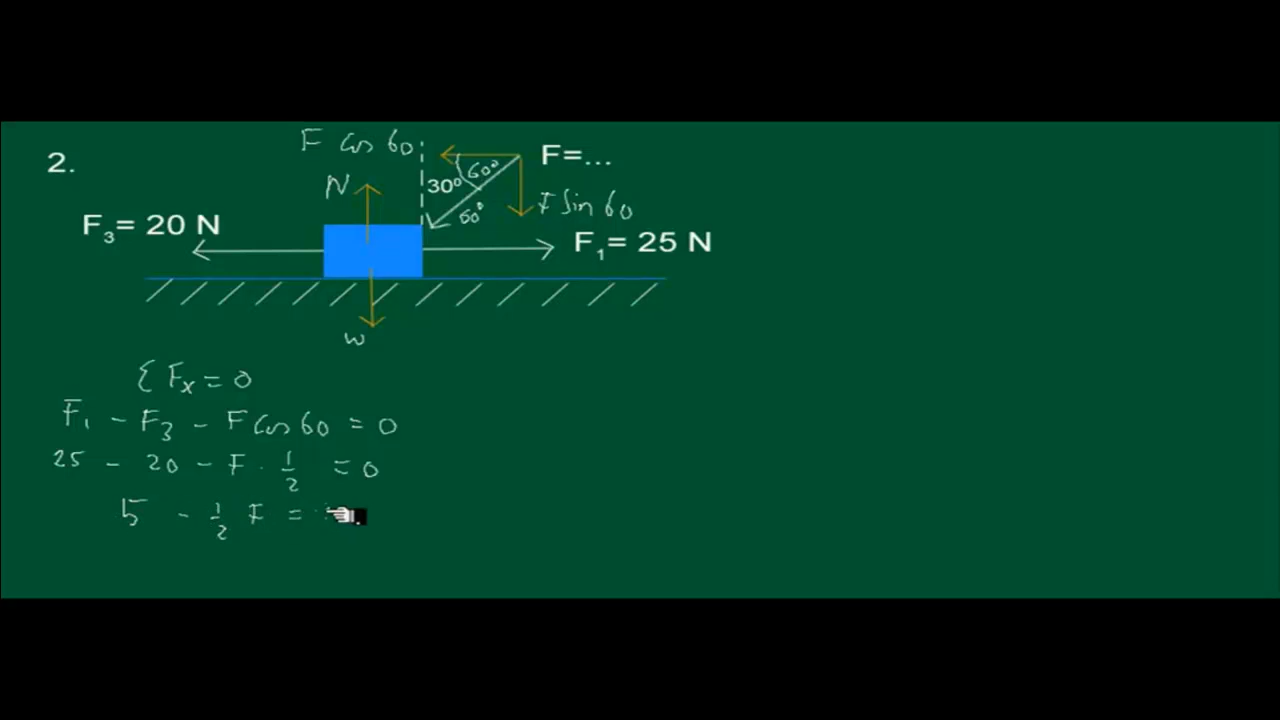 2.
F cos 60
F=...
30°
60°
60°
N
F sin 60
F₃= 20 N
F₁= 25 N
w
Σ Fx = 0
F₁ - F₃ - F cos 60 = 0
25 - 20 - F . 1/2 = 0
5 - 1/2 F =